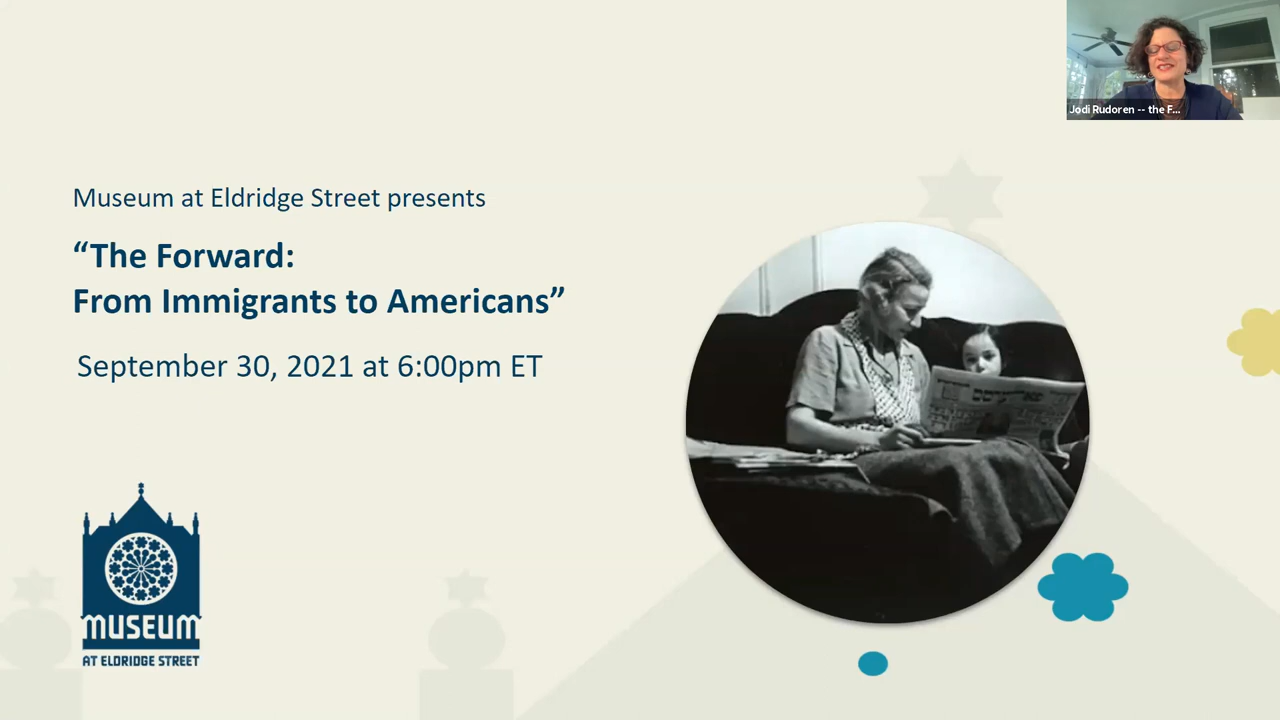 Jodi Rudoren -- the F...
Museum at Eldridge Street presents
“The Forward:
From Immigrants to Americans”
September 30, 2021 at 6:00pm ET
MUSEUM
AT ELDRIDGE STREET